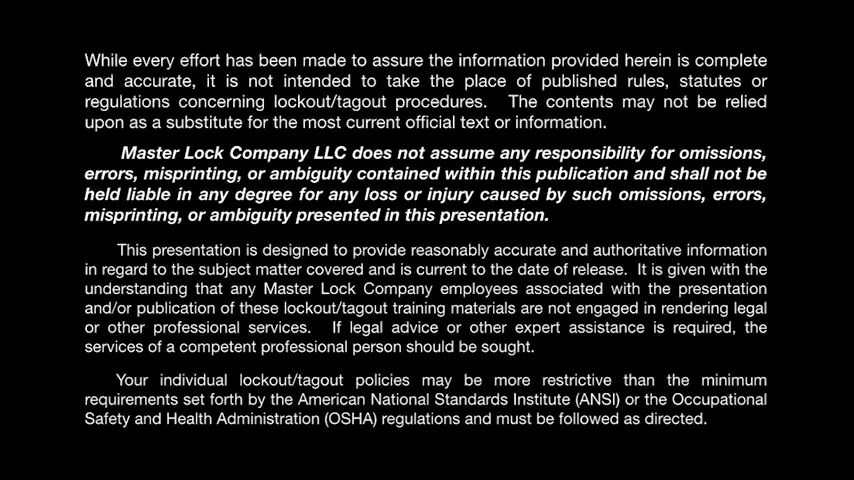 While every effort has been made to assure the information provided herein is complete
and accurate, it is not intended to take the place of published rules, statutes or
regulations concerning lockout/tagout procedures. The contents may not be relied
upon as a substitute for the most current official text or information.
Master Lock Company LLC does not assume any responsibility for omissions,
errors, misprinting, or ambiguity contained within this publication and shall not be
held liable in any degree for any loss or injury caused by such omissions, errors,
misprinting, or ambiguity presented in this presentation.
This presentation is designed to provide reasonably accurate and authoritative information
in regard to the subject matter covered and is current to the date of release. It is given with the
understanding that any Master Lock Company employees associated with the presentation
and/or publication of these lockout/tagout training materials are not engaged in rendering legal
or other professional services. If legal advice or other expert assistance is required, the
services of a competent professional person should be sought.
Your individual lockout/tagout policies may be more restrictive than the minimum
requirements set forth by the American National Standards Institute (ANSI) or the Occupational
Safety and Health Administration (OSHA) regulations and must be followed as directed.